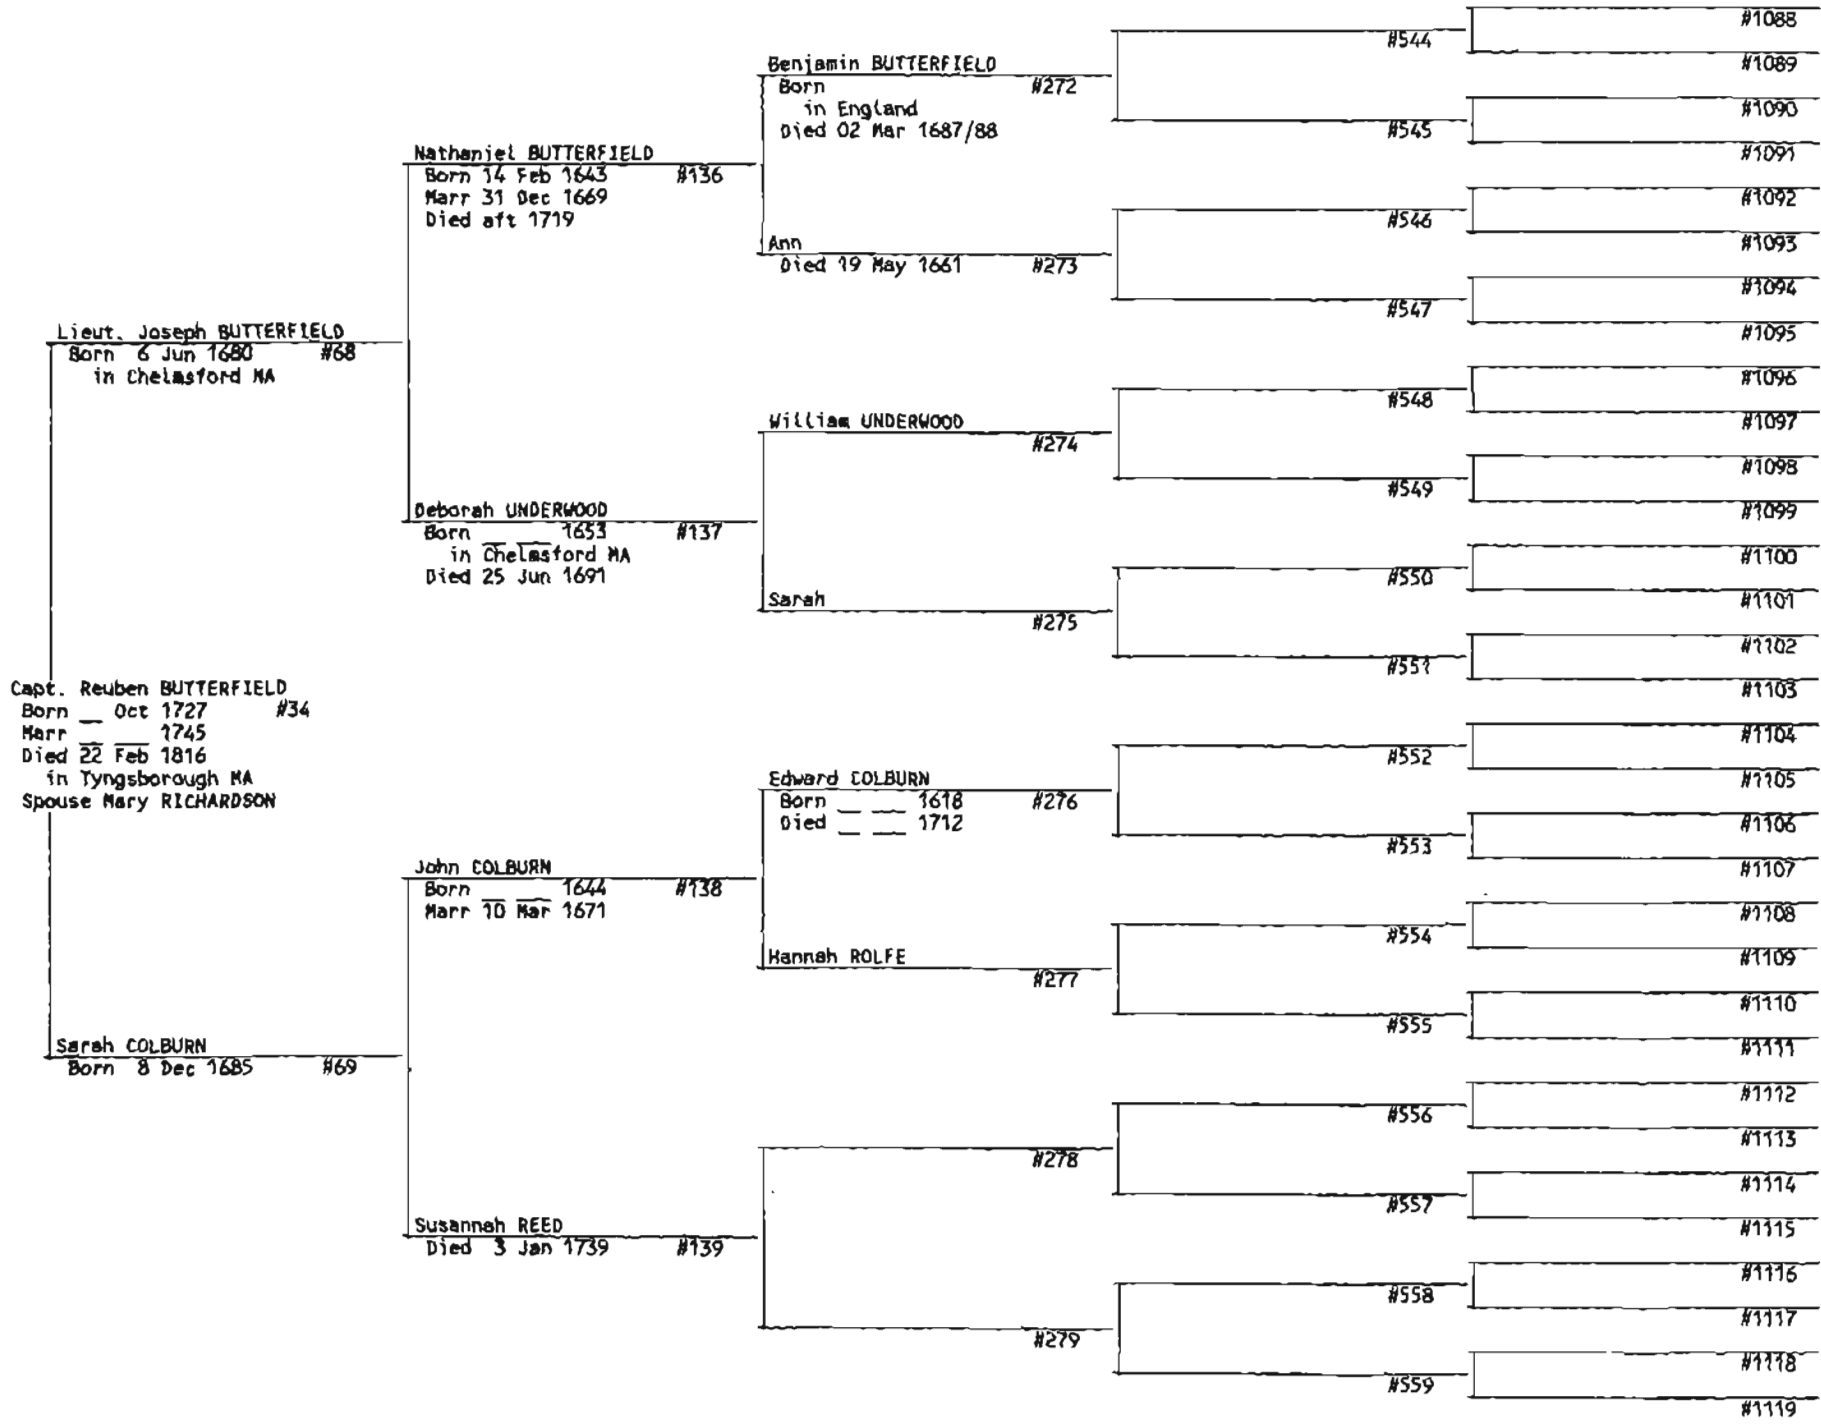 Capt. Reuben BUTTERFIELD
Born __ Oct 1727 #34
Marr __ ___ 1745
Died 22 Feb 1816
in Tyngsborough MA
Spouse Mary RICHARDSON
Lieut. Joseph BUTTERFIELD
Born 6 Jun 1680 #68
in Chelmsford MA
Sarah COLBURN
Born 8 Dec 1685 #69
Nathaniel BUTTERFIELD
Born 14 Feb 1643 #136
Marr 31 Dec 1669
Died aft 1719
Deborah UNDERWOOD
Born __ ___ 1653 #137
in Chelmsford MA
Died 25 Jun 1691
John COLBURN
Born __ ___ 1644 #138
Marr 10 Mar 1671
Susannah REED
Died 3 Jan 1739 #139
Benjamin BUTTERFIELD
Born #272
in England
Died 02 Mar 1687/88
Ann
Died 19 May 1661 #273
William UNDERWOOD
#274
Sarah
#275
Edward COLBURN
Born __ ___ 1618 #276
Died __ ___ 1712
Hannah ROLFE
#277
#278
#279
#544
#545
#546
#547
#548
#549
#550
#551
#552
#553
#554
#555
#556
#557
#558
#559
#1088
#1089
#1090
#1091
#1092
#1093
#1094
#1095
#1096
#1097
#1098
#1099
#1100
#1101
#1102
#1103
#1104
#1105
#1106
#1107
#1108
#1109
#1110
#1111
#1112
#1113
#1114
#1115
#1116
#1117
#1118
#1119